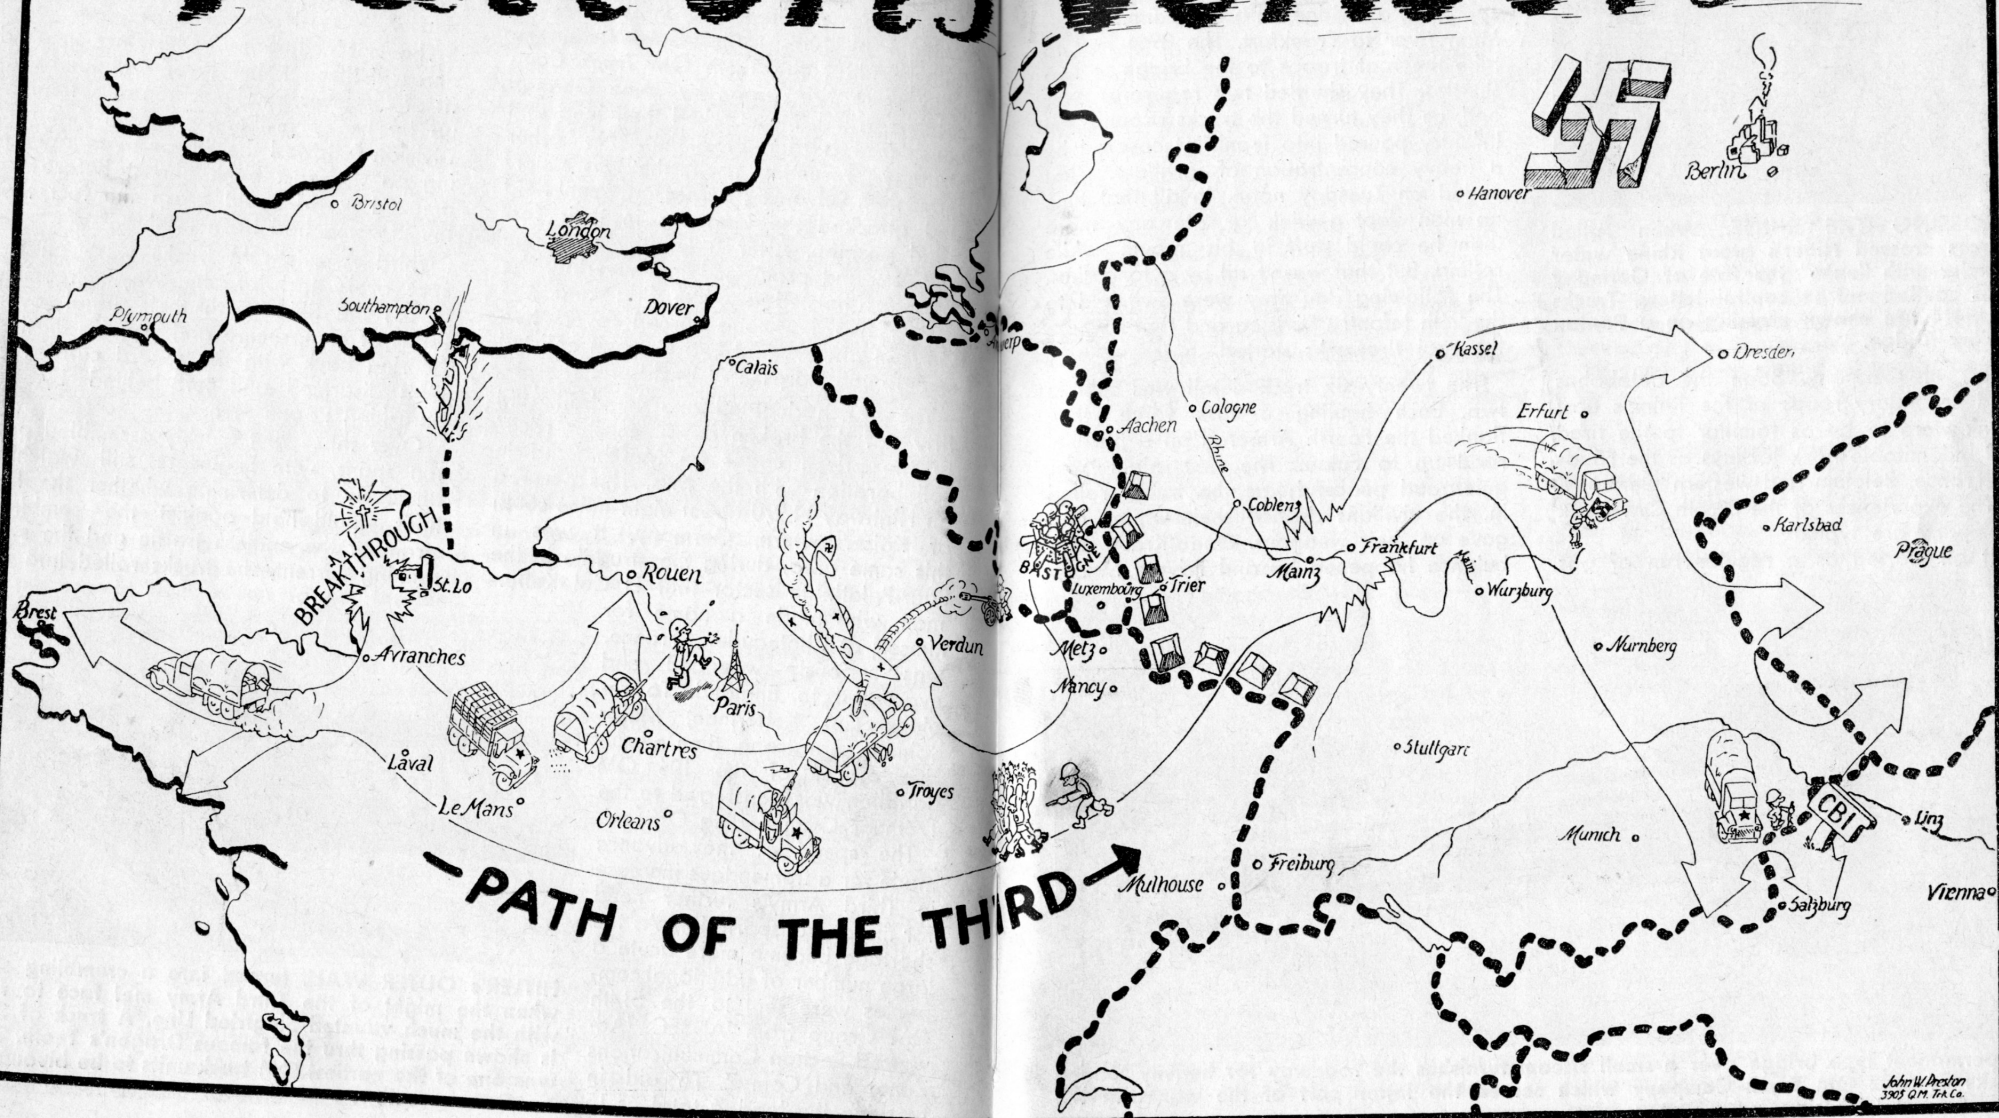 Bristol
London
Plymouth
Southampton
Dover
Hanover
Berlin
Antwerp
Calais
Kassel
Dresden
Cologne
Rhine
Aachen
Erfurt
Karlsbad
Prague
BREAKTHROUGH
St. Lo
Rouen
BASTOGNE
Coblenz
Frankfurt
Mainz
Main
Wurzburg
Luxembourg
Trier
Brest
Avranches
Verdun
Metz
Nurnberg
Nancy
Paris
Chartres
Laval
Le Mans
Orleans
Troyes
Stuttgart
Munich
CBI
Linz
Freiburg
Mulhouse
Salzburg
Vienna
PATH OF THE THIRD
John W. Preston
3905 Q.M. Trk Co.